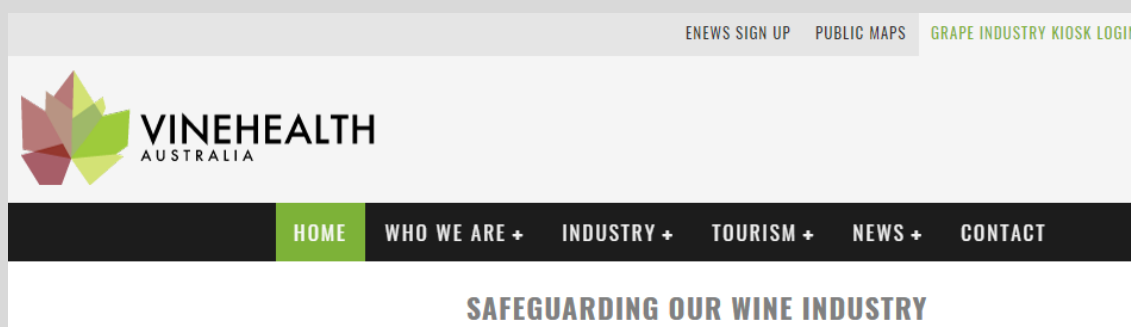 ENEWS SIGN UP PUBLIC MAPS GRAPE INDUSTRY KIOSK
VINEHEALTH
AUSTRALIA
HOME WHO WE ARE + INDUSTRY + TOURISM + NEWS + CONTACT
SAFEGUARDING OUR WINE INDUSTRY